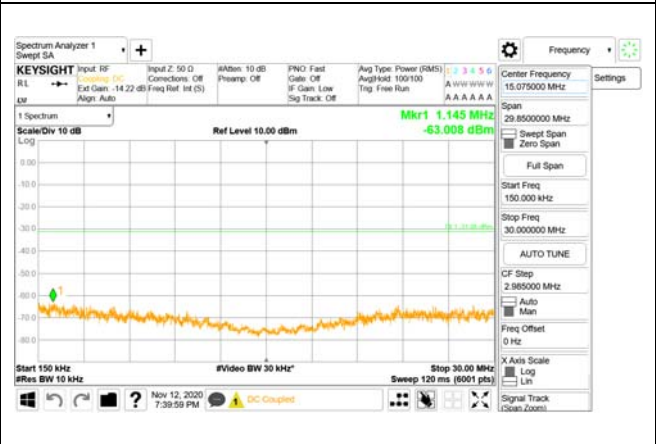 Spectrum Analyzer 1
Swept SA
Frequency
KEYSIGHT
RL
Input: RF
Coupling: DC
Ext Gain: -14.22 dB
Align: Auto
Input Z: 50 Ω
Corrections: Off
Freq Ref: Int (S)
#Atten: 10 dB
Preamp: Off
PNO: Fast
Gate: Off
IF Gain: Low
Sig Track: Off
Avg Type: Power (RMS)
Avg|Hold: 100/100
Trig: Free Run
1 2 3 4 5 6
A W W W W W
A A A A A A
1 Spectrum
Scale/Div 10 dB
Log
Ref Level 10.00 dBm
Mkr1 1.145 MHz
-63.008 dBm
0.00
-10.0
-20.0
-30.0
-40.0
-50.0
-60.0
-70.0
-80.0
1
Start 150 kHz
#Res BW 10 kHz
#Video BW 30 kHz*
Stop 30.00 MHz
Sweep 120 ms (6001 pts)
Nov 12, 2020
7:39:59 PM
1
DC Coupled
Center Frequency
15.075000 MHz
Settings
Span
29.8500000 MHz
Swept Span
Zero Span
Full Span
Start Freq
150.000 kHz
Stop Freq
30.000000 MHz
AUTO TUNE
CF Step
2.985000 MHz
Auto
Man
Freq Offset
0 Hz
X Axis Scale
Log
Lin
Signal Track
(Span Zoom)